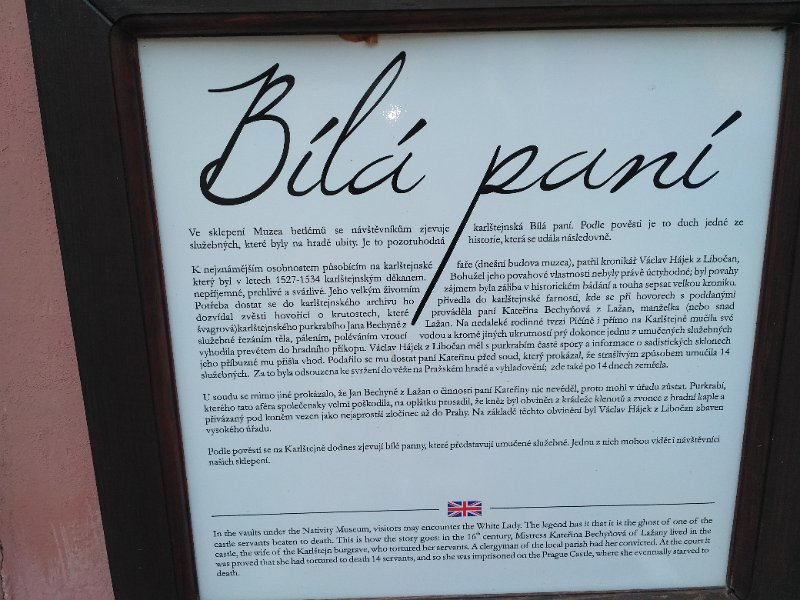 Bílá paní
Ve sklepení Muzea betlémů se návštěvníkům zjevuje karlštejnská Bílá paní. Podle pověsti je to duch jedné ze
služebných, které byly na hradě ubity. Je to pozoruhodná historie, která se udála následovně.
K nejznámějším osobnostem působícím na karlštejnské faře (dnešní budova muzea), patřil kronikář Václav Hájek z Libočan,
který byl v letech 1527-1534 karlštejnským děkanem. Bohužel jeho povahové vlastnosti nebyly právě úctyhodné; byl povahy
nepříjemné, prchlivé a svárlivé. Jeho velkým životním zájmem byla záliba v historickém bádání a touha sepsat velkou kroniku.
Potřeba dostat se do karlštejnského archivu ho přivedla do karlštejnské farnosti, kde se při hovorech s poddanými
dozvídal zvěsti hovořící o krutostech, které prováděla paní Kateřina Bechyňová z Lažan, manželka (nebo snad
švagrová)karlštejnského purkrabího Jana Bechyně z Lažan. Na nedaleké rodinné tvrzi Pičíně i přímo na Karlštejně mučila své
služebné řezáním těla, pálením, poléváním vroucí vodou a kromě jiných ukrutností prý dokonce jednu z umučených služebných
vyhodila prevétem do hradního příkopu. Václav Hájek z Libočan měl s purkrabím časté spory a informace o sadistických sklonech
jeho příbuzné mu přišla vhod. Podařilo se mu dostat paní Kateřinu před soud, který prokázal, že strašlivým způsobem umučila 14
služebných. Za to byla odsouzena ke svržení do věže na Pražském hradě a vyhladovění; zde také po 14 dnech zemřela.
U soudu se mimo jiné prokázalo, že Jan Bechyně z Lažan o činnosti paní Kateřiny nic nevěděl, proto mohl v úřadu zůstat. Purkrabí,
kterého tato aféra společensky velmi poškodila, na oplátku prosadil, že kněz byl obviněn z krádeže klenotů a zvonce z hradní kaple a
přivázaný pod koněm vezen jako nejsprostší zločinec až do Prahy. Na základě těchto obvinění byl Václav Hájek z Libočan zbaven
vysokého úřadu.
Podle pověstí se na Karlštejně dodnes zjevují bílé panny, které představují umučené služebné. Jednu z nich mohou vidět i návštěvníci
našich sklepení.
In the vaults under the Nativity Museum, visitors may encounter the White Lady. The legend has it that it is the ghost of one of the
castle servants beaten to death. This is how the story goes: in the 16th century, Mistress Kateřina Bechyňová of Lažany lived in the
castle, the wife of the Karlštejn burgrave, who tortured her servants. A clergyman of the local parish had her convicted. At the court it
was proved that she had tortured to death 14 servants, and so she was imprisoned on the Prague Castle, where she eventually starved to
death.